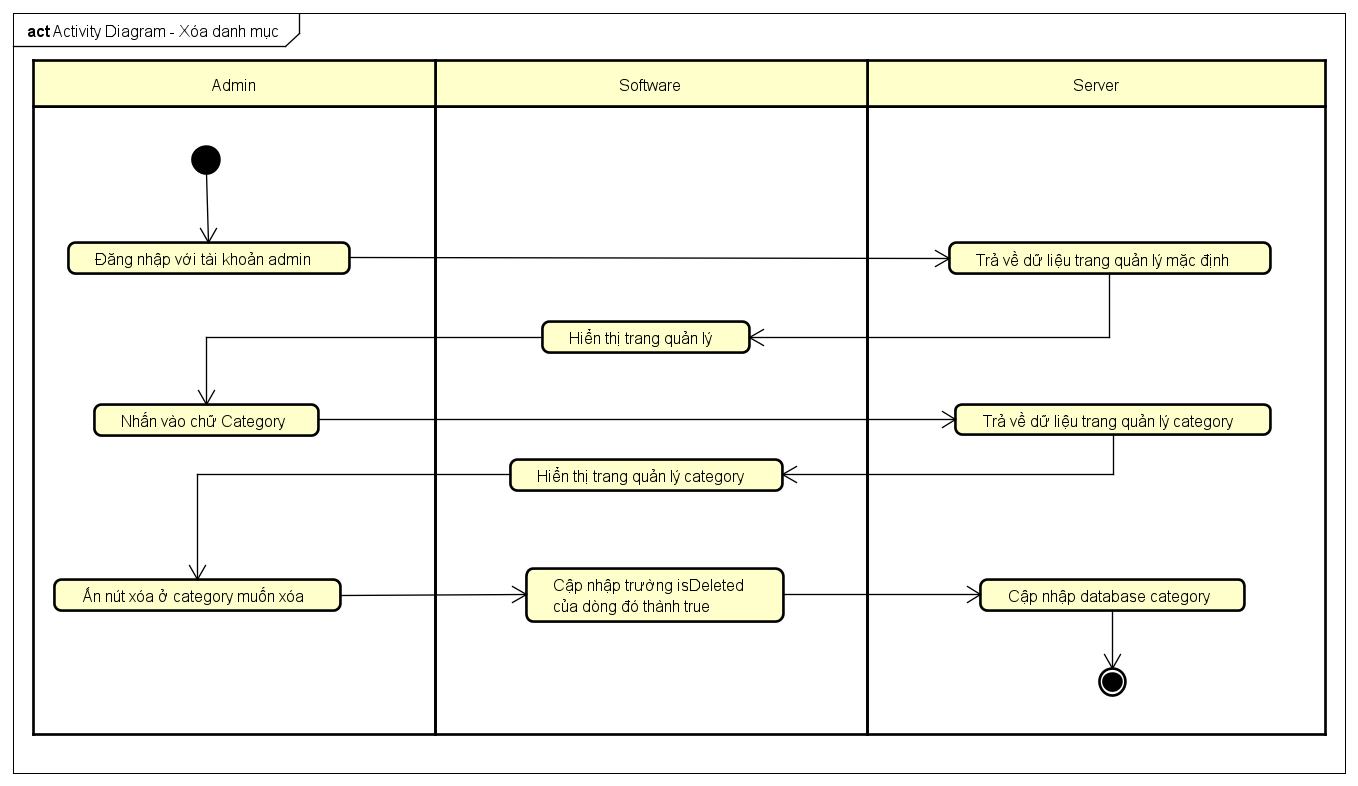 act Activity Diagram - Xóa danh mục
Admin
Software
Server
Đăng nhập với tài khoản admin
Trả về dữ liệu trang quản lý mặc định
Hiển thị trang quản lý
Nhấn vào chữ Category
Trả về dữ liệu trang quản lý category
Hiển thị trang quản lý category
Ấn nút xóa ở category muốn xóa
Cập nhập trường isDeleted
của dòng đó thành true
Cập nhập database category